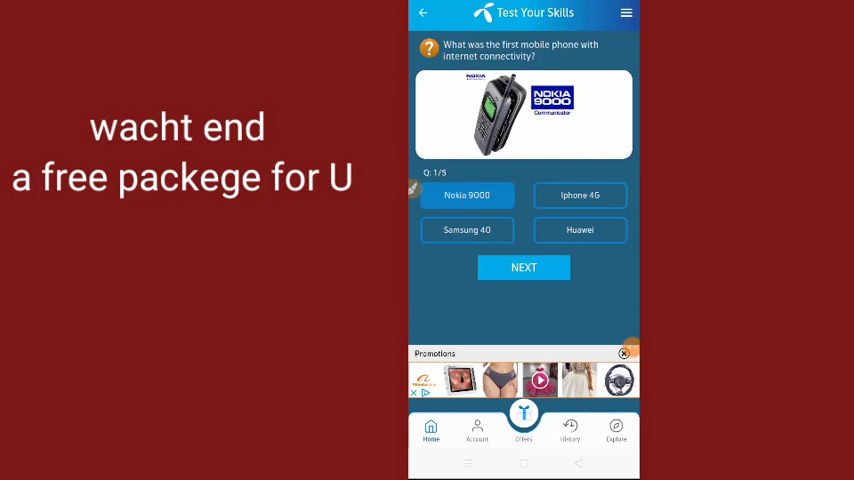 Test Your Skills
What was the first mobile phone with
internet connectivity?
NOKIA
NOKIA
9000
Communicator
wacht end
a free packege for U
Q: 1/5
Nokia 9000
Iphone 4G
Samsung 40
Huawei
NEXT
Promotions
Home
Account
Offers
History
Explore